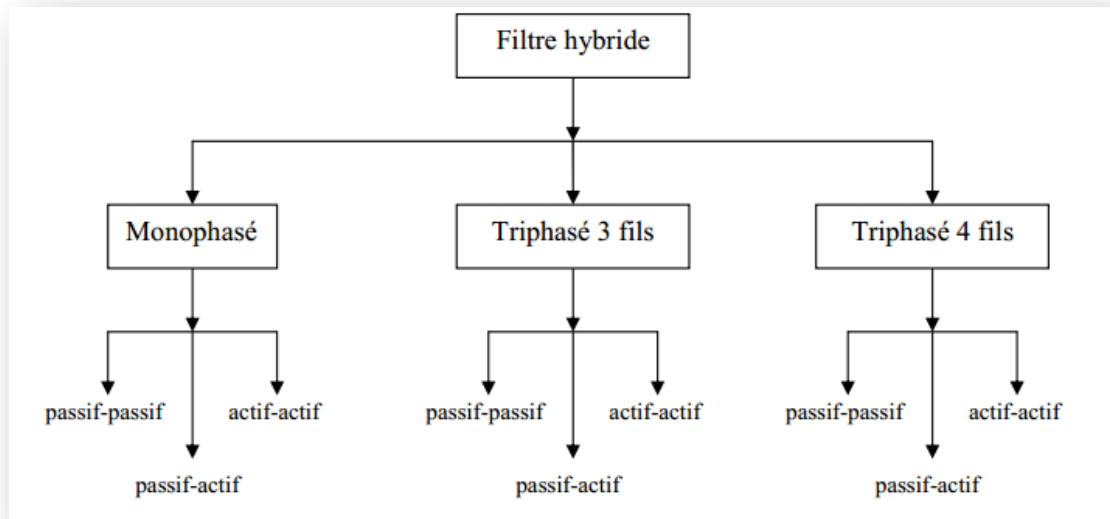 Filtre hybride
Monophasé
Triphasé 3 fils
Triphasé 4 fils
passif-passif
actif-actif
passif-passif
actif-actif
passif-passif
actif-actif
passif-actif
passif-actif
passif-actif